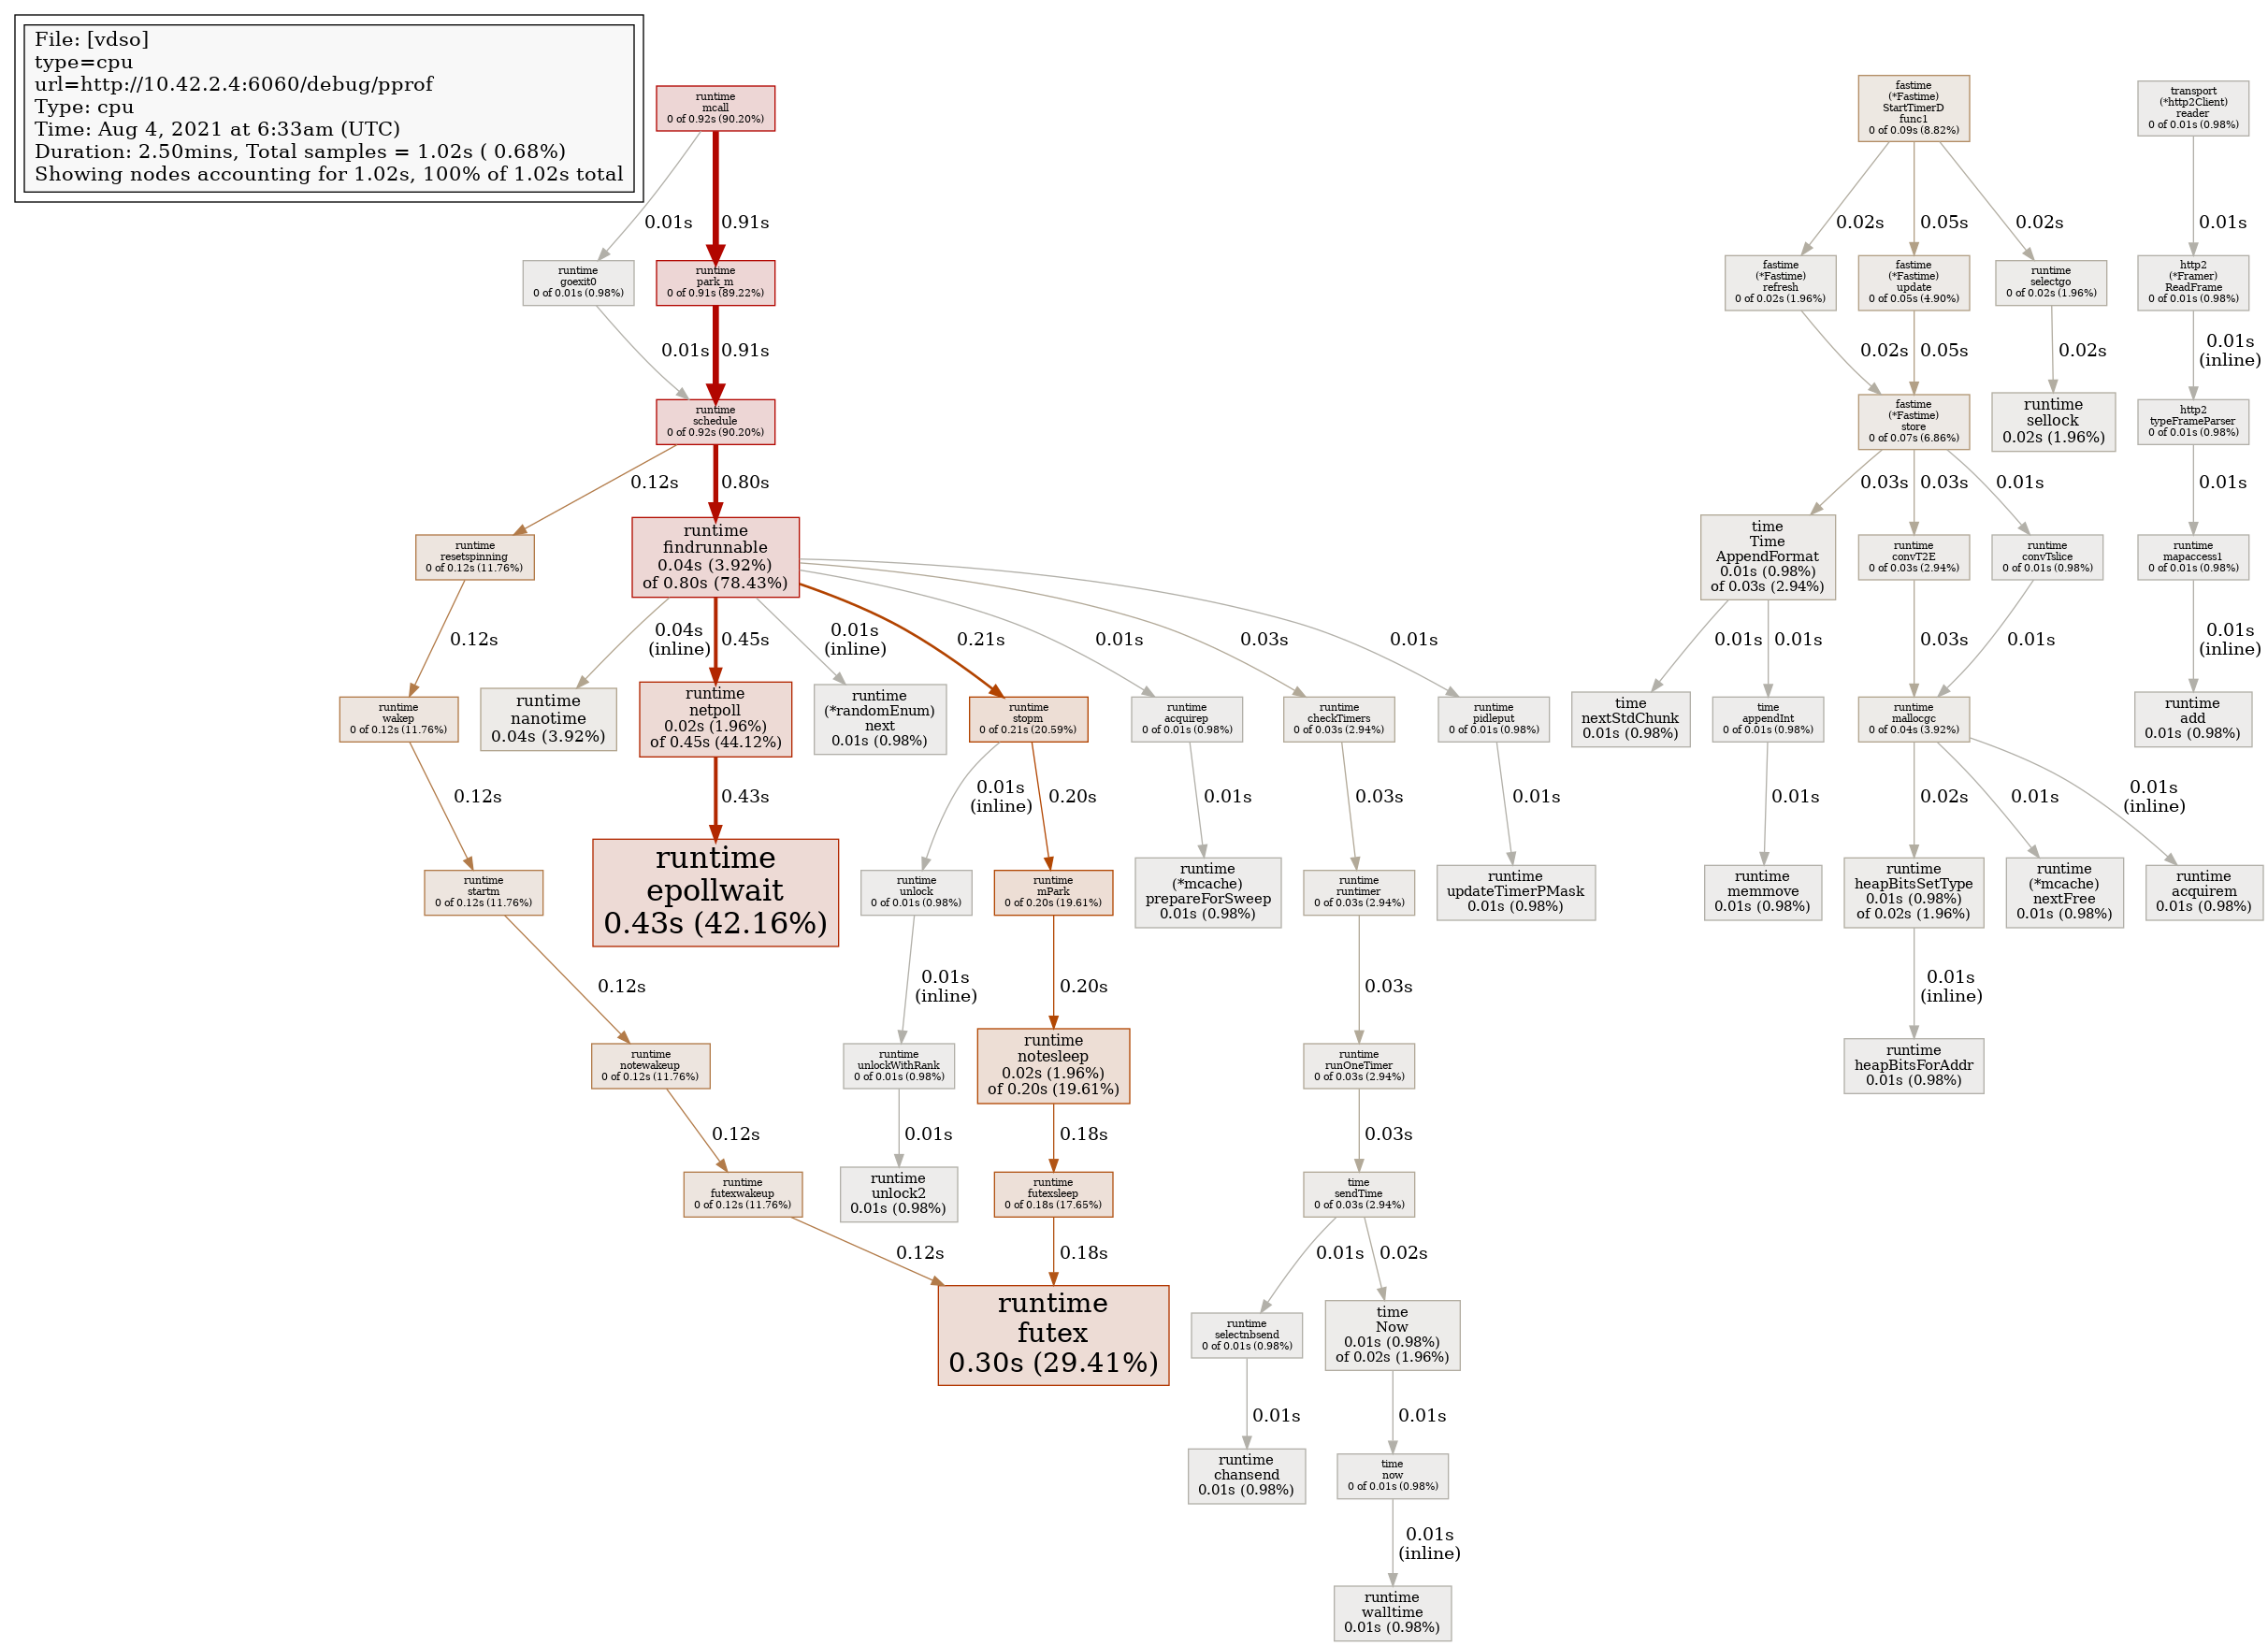 File: [vdso]
type=cpu
url=http://10.42.2.4:6060/debug/pprof
Type: cpu
Time: Aug 4, 2021 at 6:33am (UTC)
Duration: 2.50mins, Total samples = 1.02s ( 0.68%)
Showing nodes accounting for 1.02s, 100% of 1.02s total
runtime
mcall
0 of 0.92s (90.20%)
fastime
(*Fastime)
StartTimerD
func1
0 of 0.09s (8.82%)
transport
(*http2Client)
reader
0 of 0.01s (0.98%)
0.01s
0.91s
0.02s
0.05s
0.02s
0.01s
runtime
goexit0
0 of 0.01s (0.98%)
runtime
park_m
0 of 0.91s (89.22%)
fastime
(*Fastime)
refresh
0 of 0.02s (1.96%)
fastime
(*Fastime)
update
0 of 0.05s (4.90%)
runtime
selectgo
0 of 0.02s (1.96%)
http2
(*Framer)
ReadFrame
0 of 0.01s (0.98%)
0.01s
0.91s
0.02s
0.05s
0.02s
0.01s
(inline)
runtime
schedule
0 of 0.92s (90.20%)
fastime
(*Fastime)
store
0 of 0.07s (6.86%)
runtime
sellock
0.02s (1.96%)
http2
typeFrameParser
0 of 0.01s (0.98%)
0.12s
0.80s
0.03s
0.03s
0.01s
0.01s
runtime
resetspinning
0 of 0.12s (11.76%)
runtime
findrunnable
0.04s (3.92%)
of 0.80s (78.43%)
time
Time
AppendFormat
0.01s (0.98%)
of 0.03s (2.94%)
runtime
convT2E
0 of 0.03s (2.94%)
runtime
convTslice
0 of 0.01s (0.98%)
runtime
mapaccess1
0 of 0.01s (0.98%)
0.12s
0.04s
(inline)
0.45s
0.01s
(inline)
0.21s
0.01s
0.03s
0.01s
0.01s
0.01s
0.03s
0.01s
0.01s
(inline)
runtime
wakep
0 of 0.12s (11.76%)
runtime
nanotime
0.04s (3.92%)
runtime
netpoll
0.02s (1.96%)
of 0.45s (44.12%)
runtime
(*randomEnum)
next
0.01s (0.98%)
runtime
stopm
0 of 0.21s (20.59%)
runtime
acquirep
0 of 0.01s (0.98%)
runtime
checkTimers
0 of 0.03s (2.94%)
runtime
pidleput
0 of 0.01s (0.98%)
time
nextStdChunk
0.01s (0.98%)
time
appendInt
0 of 0.01s (0.98%)
runtime
mallocgc
0 of 0.04s (3.92%)
runtime
add
0.01s (0.98%)
0.12s
0.43s
0.01s
(inline)
0.20s
0.01s
0.03s
0.01s
0.01s
0.02s
0.01s
0.01s
(inline)
runtime
startm
0 of 0.12s (11.76%)
runtime
epollwait
0.43s (42.16%)
runtime
unlock
0 of 0.01s (0.98%)
runtime
mPark
0 of 0.20s (19.61%)
runtime
(*mcache)
prepareForSweep
0.01s (0.98%)
runtime
runtimer
0 of 0.03s (2.94%)
runtime
updateTimerPMask
0.01s (0.98%)
runtime
memmove
0.01s (0.98%)
runtime
heapBitsSetType
0.01s (0.98%)
of 0.02s (1.96%)
runtime
(*mcache)
nextFree
0.01s (0.98%)
runtime
acquirem
0.01s (0.98%)
0.12s
0.01s
(inline)
0.20s
0.03s
0.01s
(inline)
runtime
notewakeup
0 of 0.12s (11.76%)
runtime
unlockWithRank
0 of 0.01s (0.98%)
runtime
notesleep
0.02s (1.96%)
of 0.20s (19.61%)
runtime
runOneTimer
0 of 0.03s (2.94%)
runtime
heapBitsForAddr
0.01s (0.98%)
0.12s
0.01s
0.18s
0.03s
runtime
futexwakeup
0 of 0.12s (11.76%)
runtime
unlock2
0.01s (0.98%)
runtime
futexsleep
0 of 0.18s (17.65%)
time
sendTime
0 of 0.03s (2.94%)
0.12s
0.18s
0.01s
0.02s
runtime
futex
0.30s (29.41%)
runtime
selectnbsend
0 of 0.01s (0.98%)
time
Now
0.01s (0.98%)
of 0.02s (1.96%)
0.01s
0.01s
runtime
chansend
0.01s (0.98%)
time
now
0 of 0.01s (0.98%)
0.01s
(inline)
runtime
walltime
0.01s (0.98%)